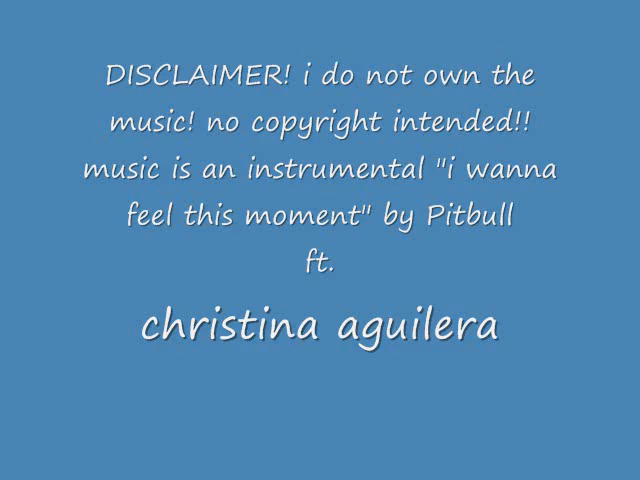 DISCLAIMER! i do not own the
music! no copyright intended!!
music is an instrumental "i wanna
feel this moment" by Pitbull
ft.
christina aguilera